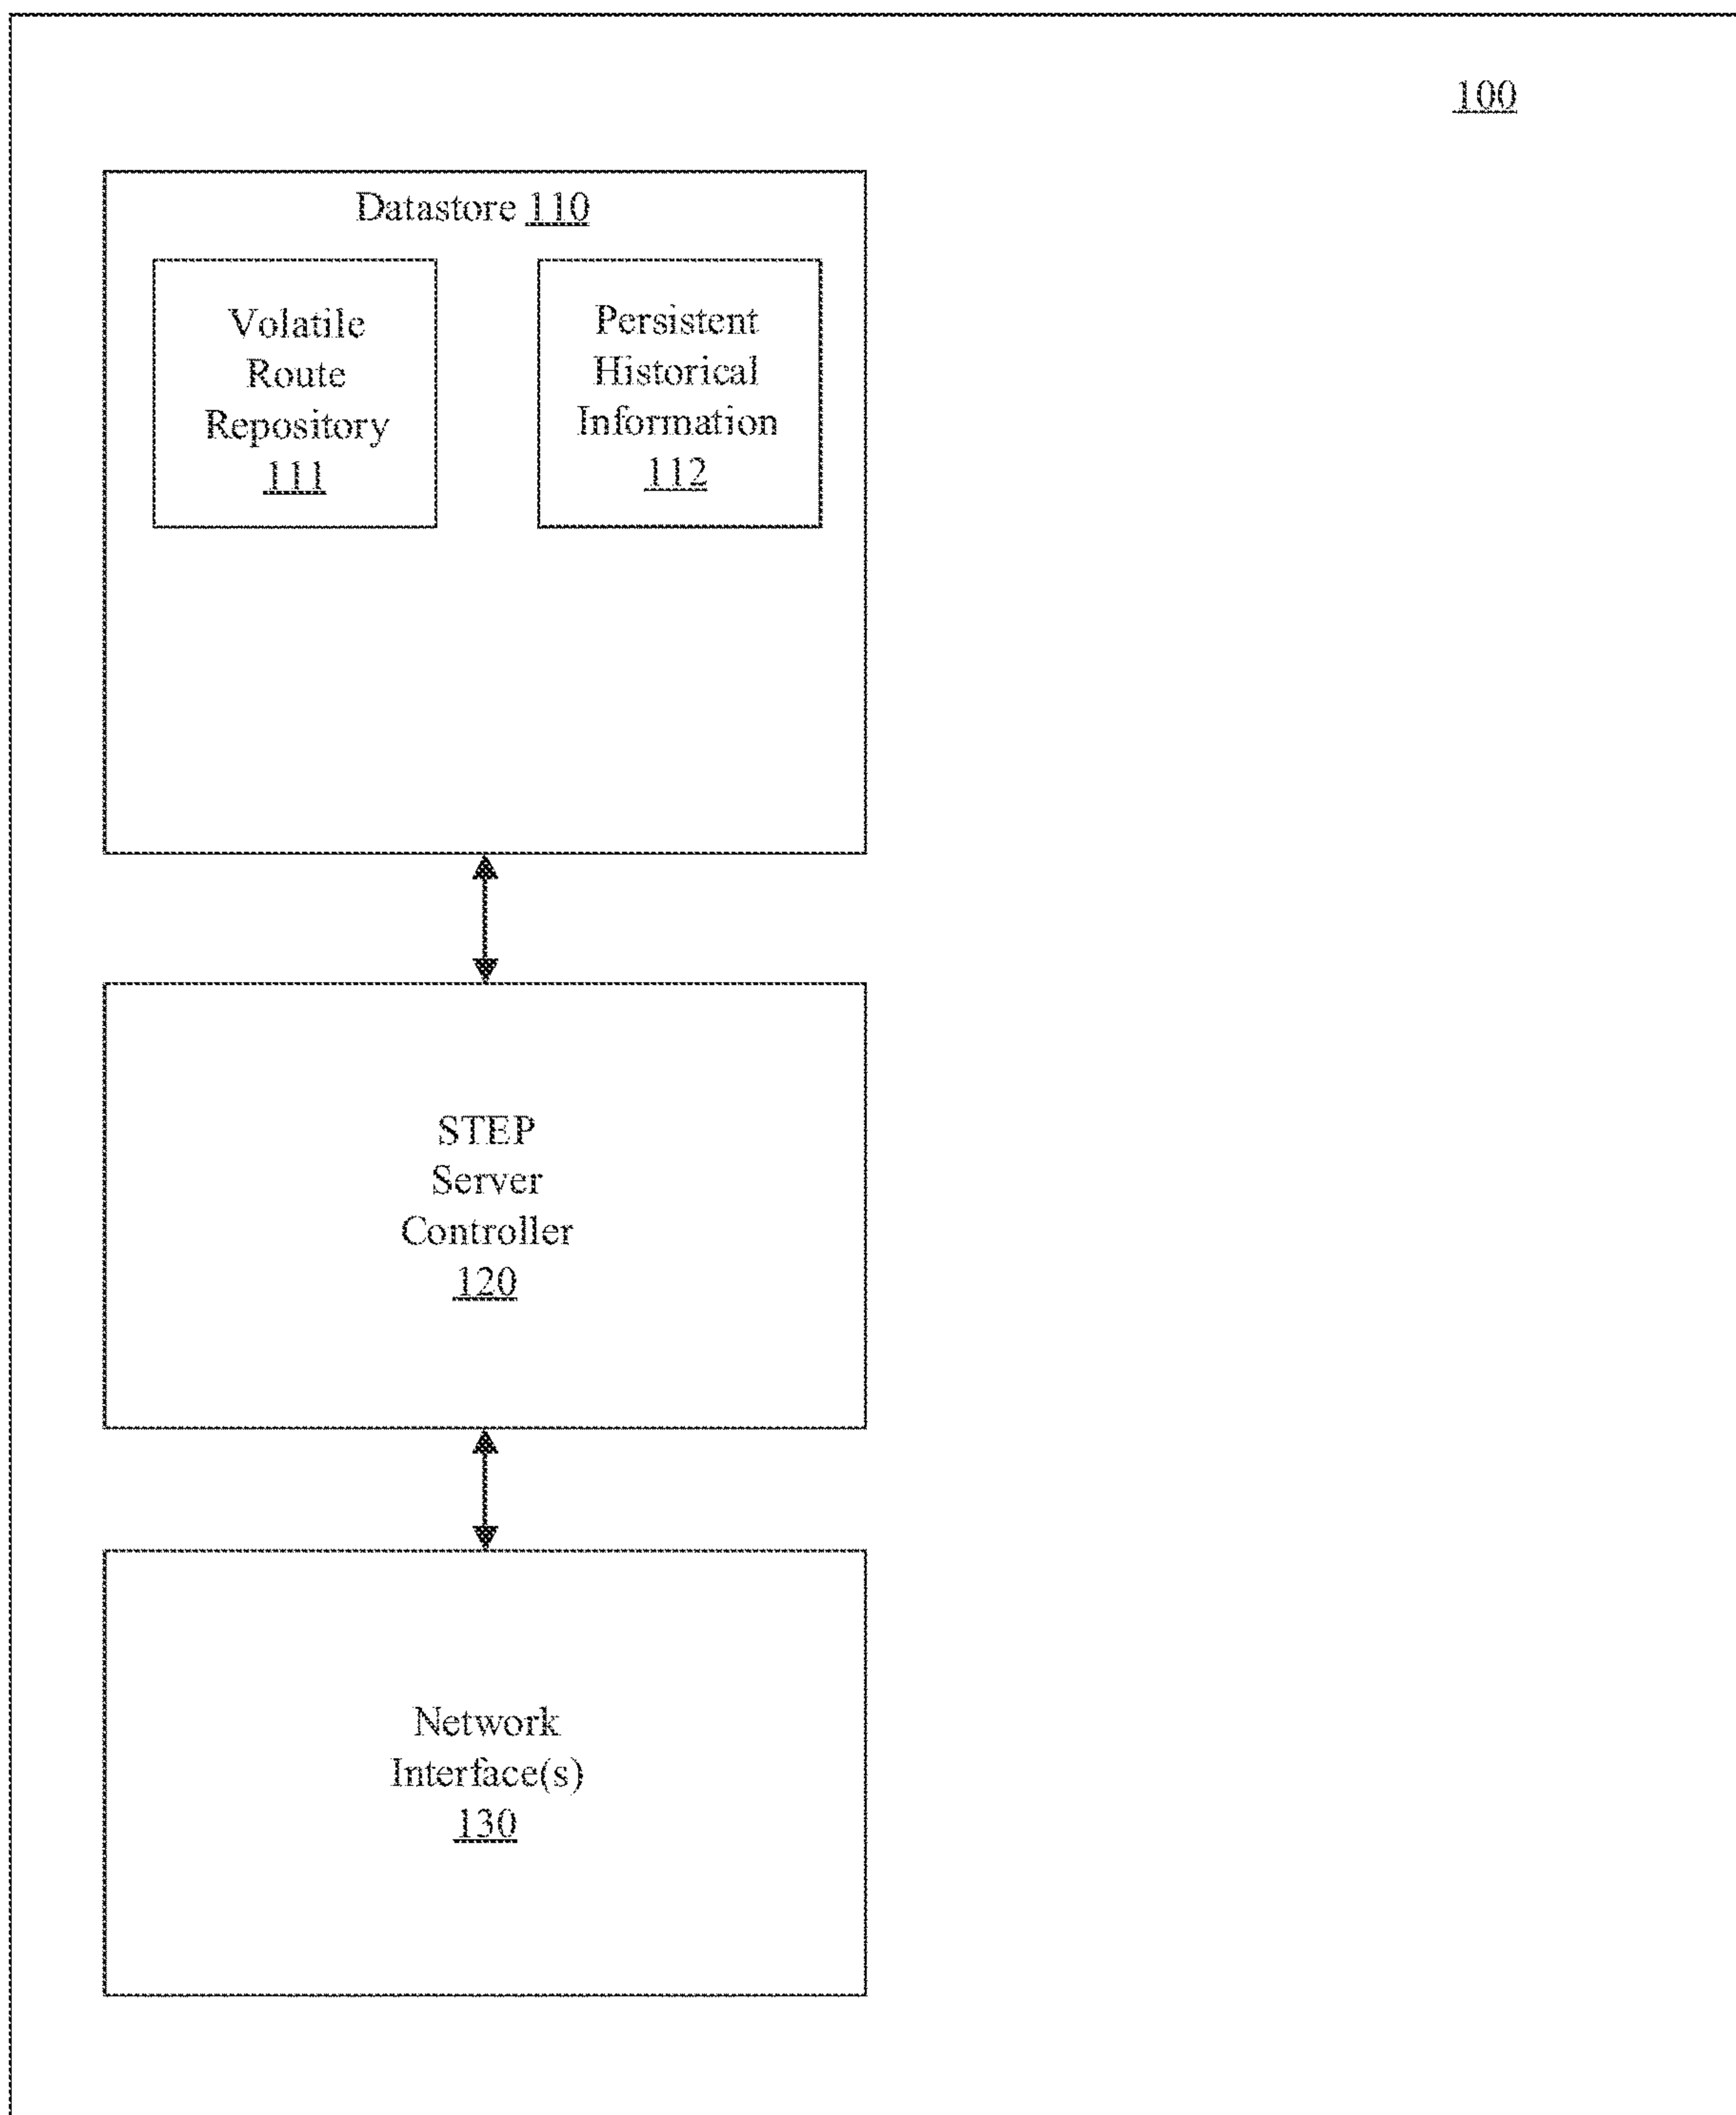 100
Datastore 110
Volatile
Route
Repository
111
Persistent
Historical
Information
112
STEP
Server
Controller
120
Network
Interface(s)
130